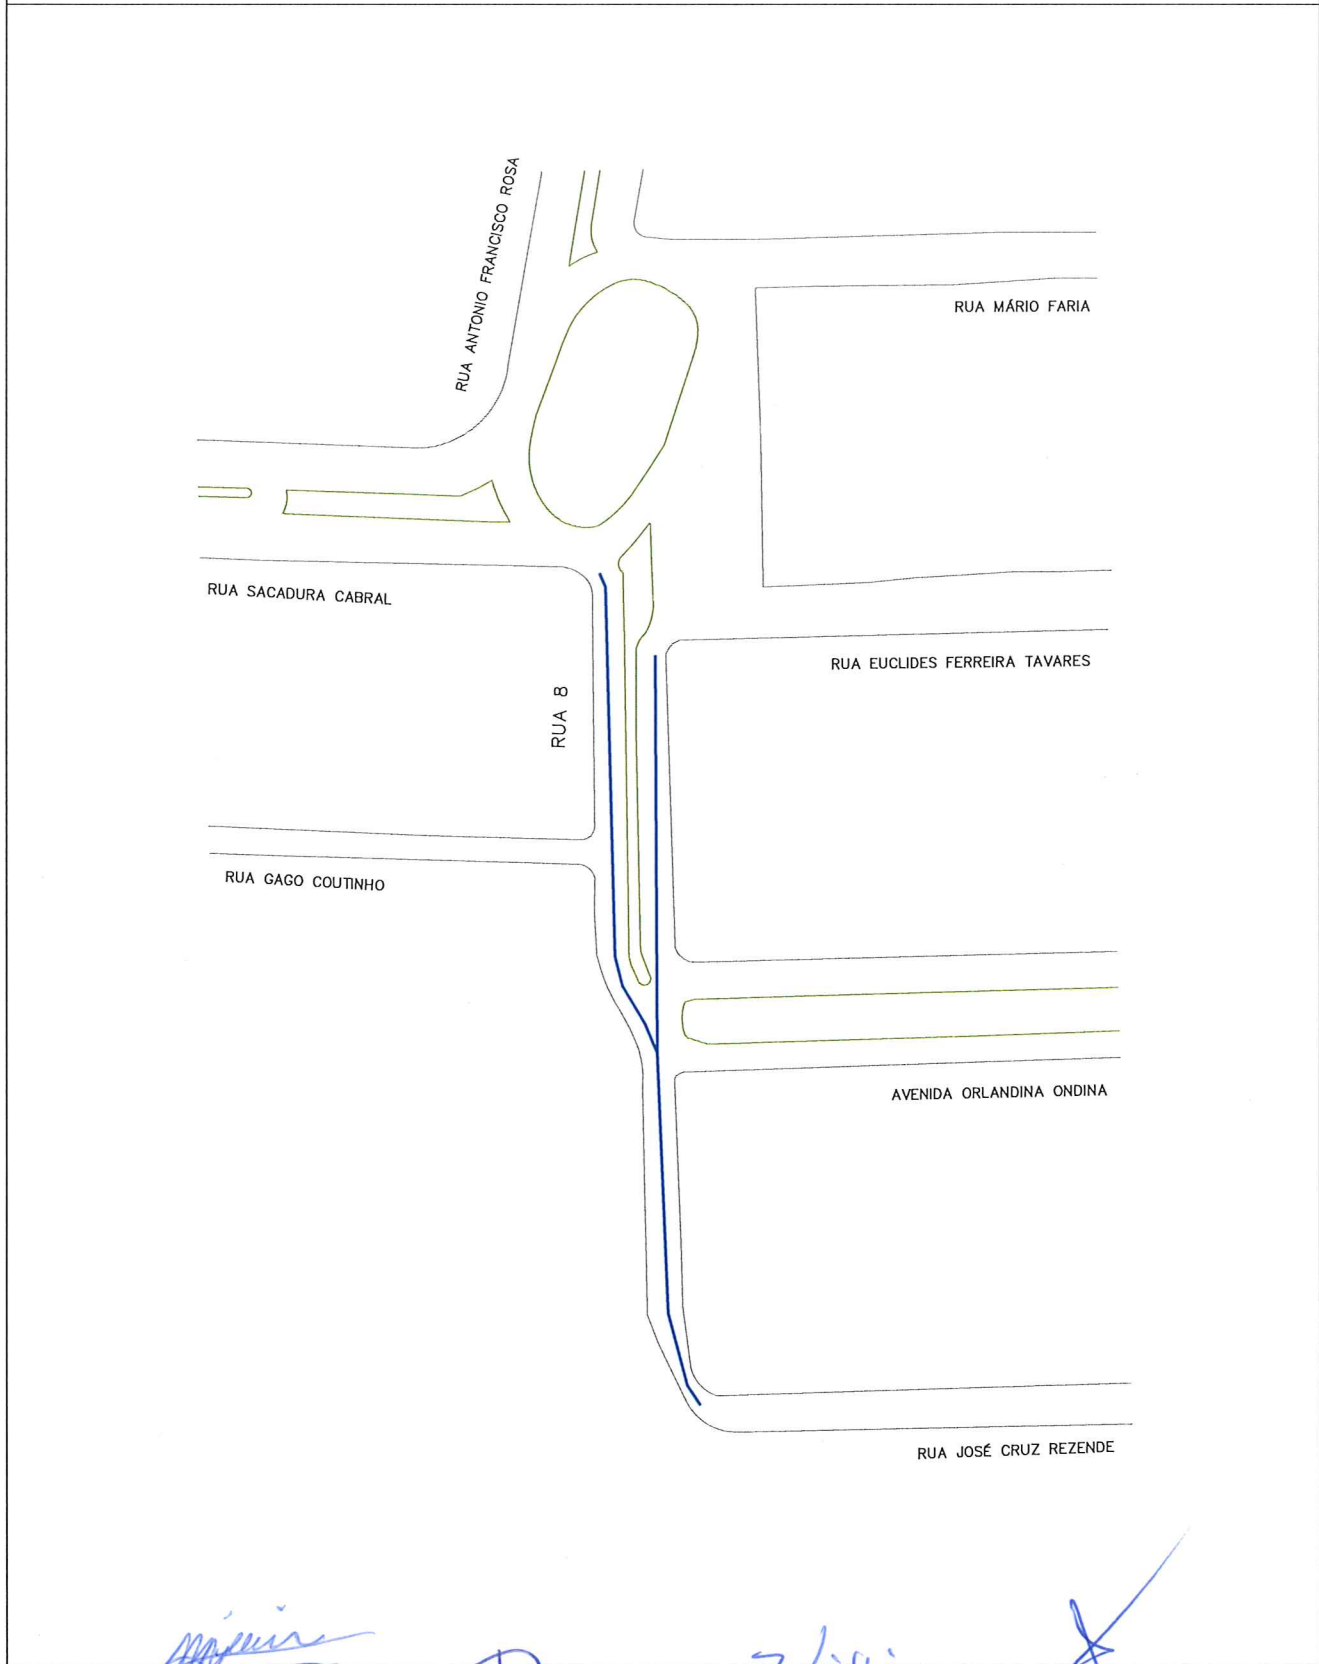 RUA ANTONIO FRANCISCO ROSA
RUA MÁRIO FARIA
RUA SACADURA CABRAL
RUA EUCLIDES FERREIRA TAVARES
RUA 8
RUA GAGO COUTINHO
AVENIDA ORLANDINA ONDINA
RUA JOSÉ CRUZ REZENDE